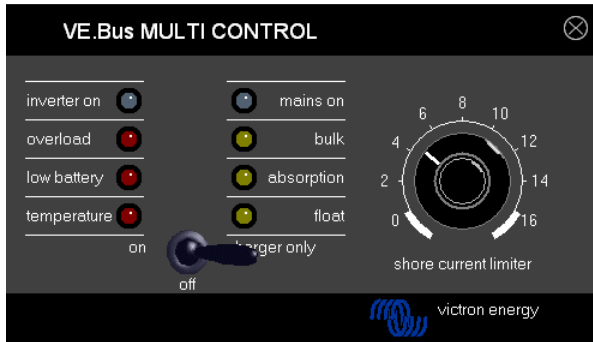 VE.Bus MULTI CONTROL
inverter on
overload
low battery
temperature
mains on
bulk
absorption
float
on
off
only
0
2
4
6
8
10
12
14
16
shore current limiter
victron energy